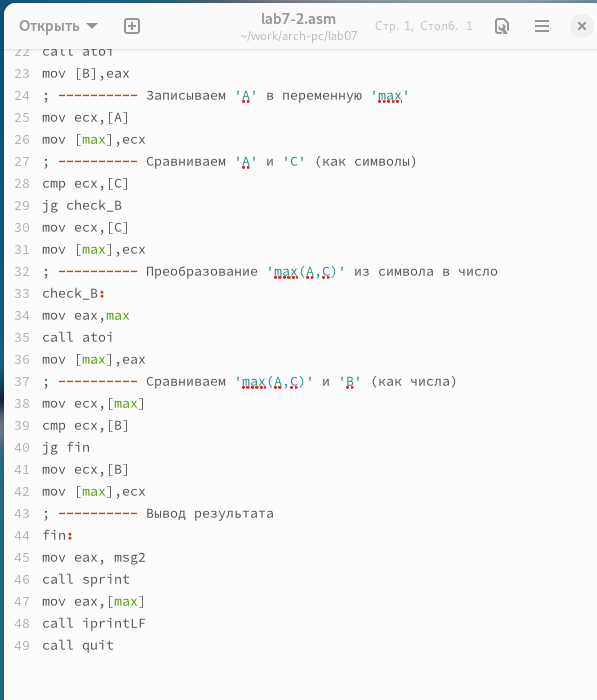 Открыть
lab7-2.asm
~/work/arch-pc/lab07
Стр. 1, Столб. 1
22 call atoi
23 mov [B],eax
24 ; ---------- Записываем 'A' в переменную 'max'
25 mov ecx,[A]
26 mov [max],ecx
27 ; ---------- Сравниваем 'A' и 'C' (как символы)
28 cmp ecx,[C]
29 jg check_B
30 mov ecx,[C]
31 mov [max],ecx
32 ; ---------- Преобразование 'max(A,C)' из символа в число
33 check_B:
34 mov eax,max
35 call atoi
36 mov [max],eax
37 ; ---------- Сравниваем 'max(A,C)' и 'B' (как числа)
38 mov ecx,[max]
39 cmp ecx,[B]
40 jg fin
41 mov ecx,[B]
42 mov [max],ecx
43 ; ---------- Вывод результата
44 fin:
45 mov eax, msg2
46 call sprint
47 mov eax,[max]
48 call iprintLF
49 call quit